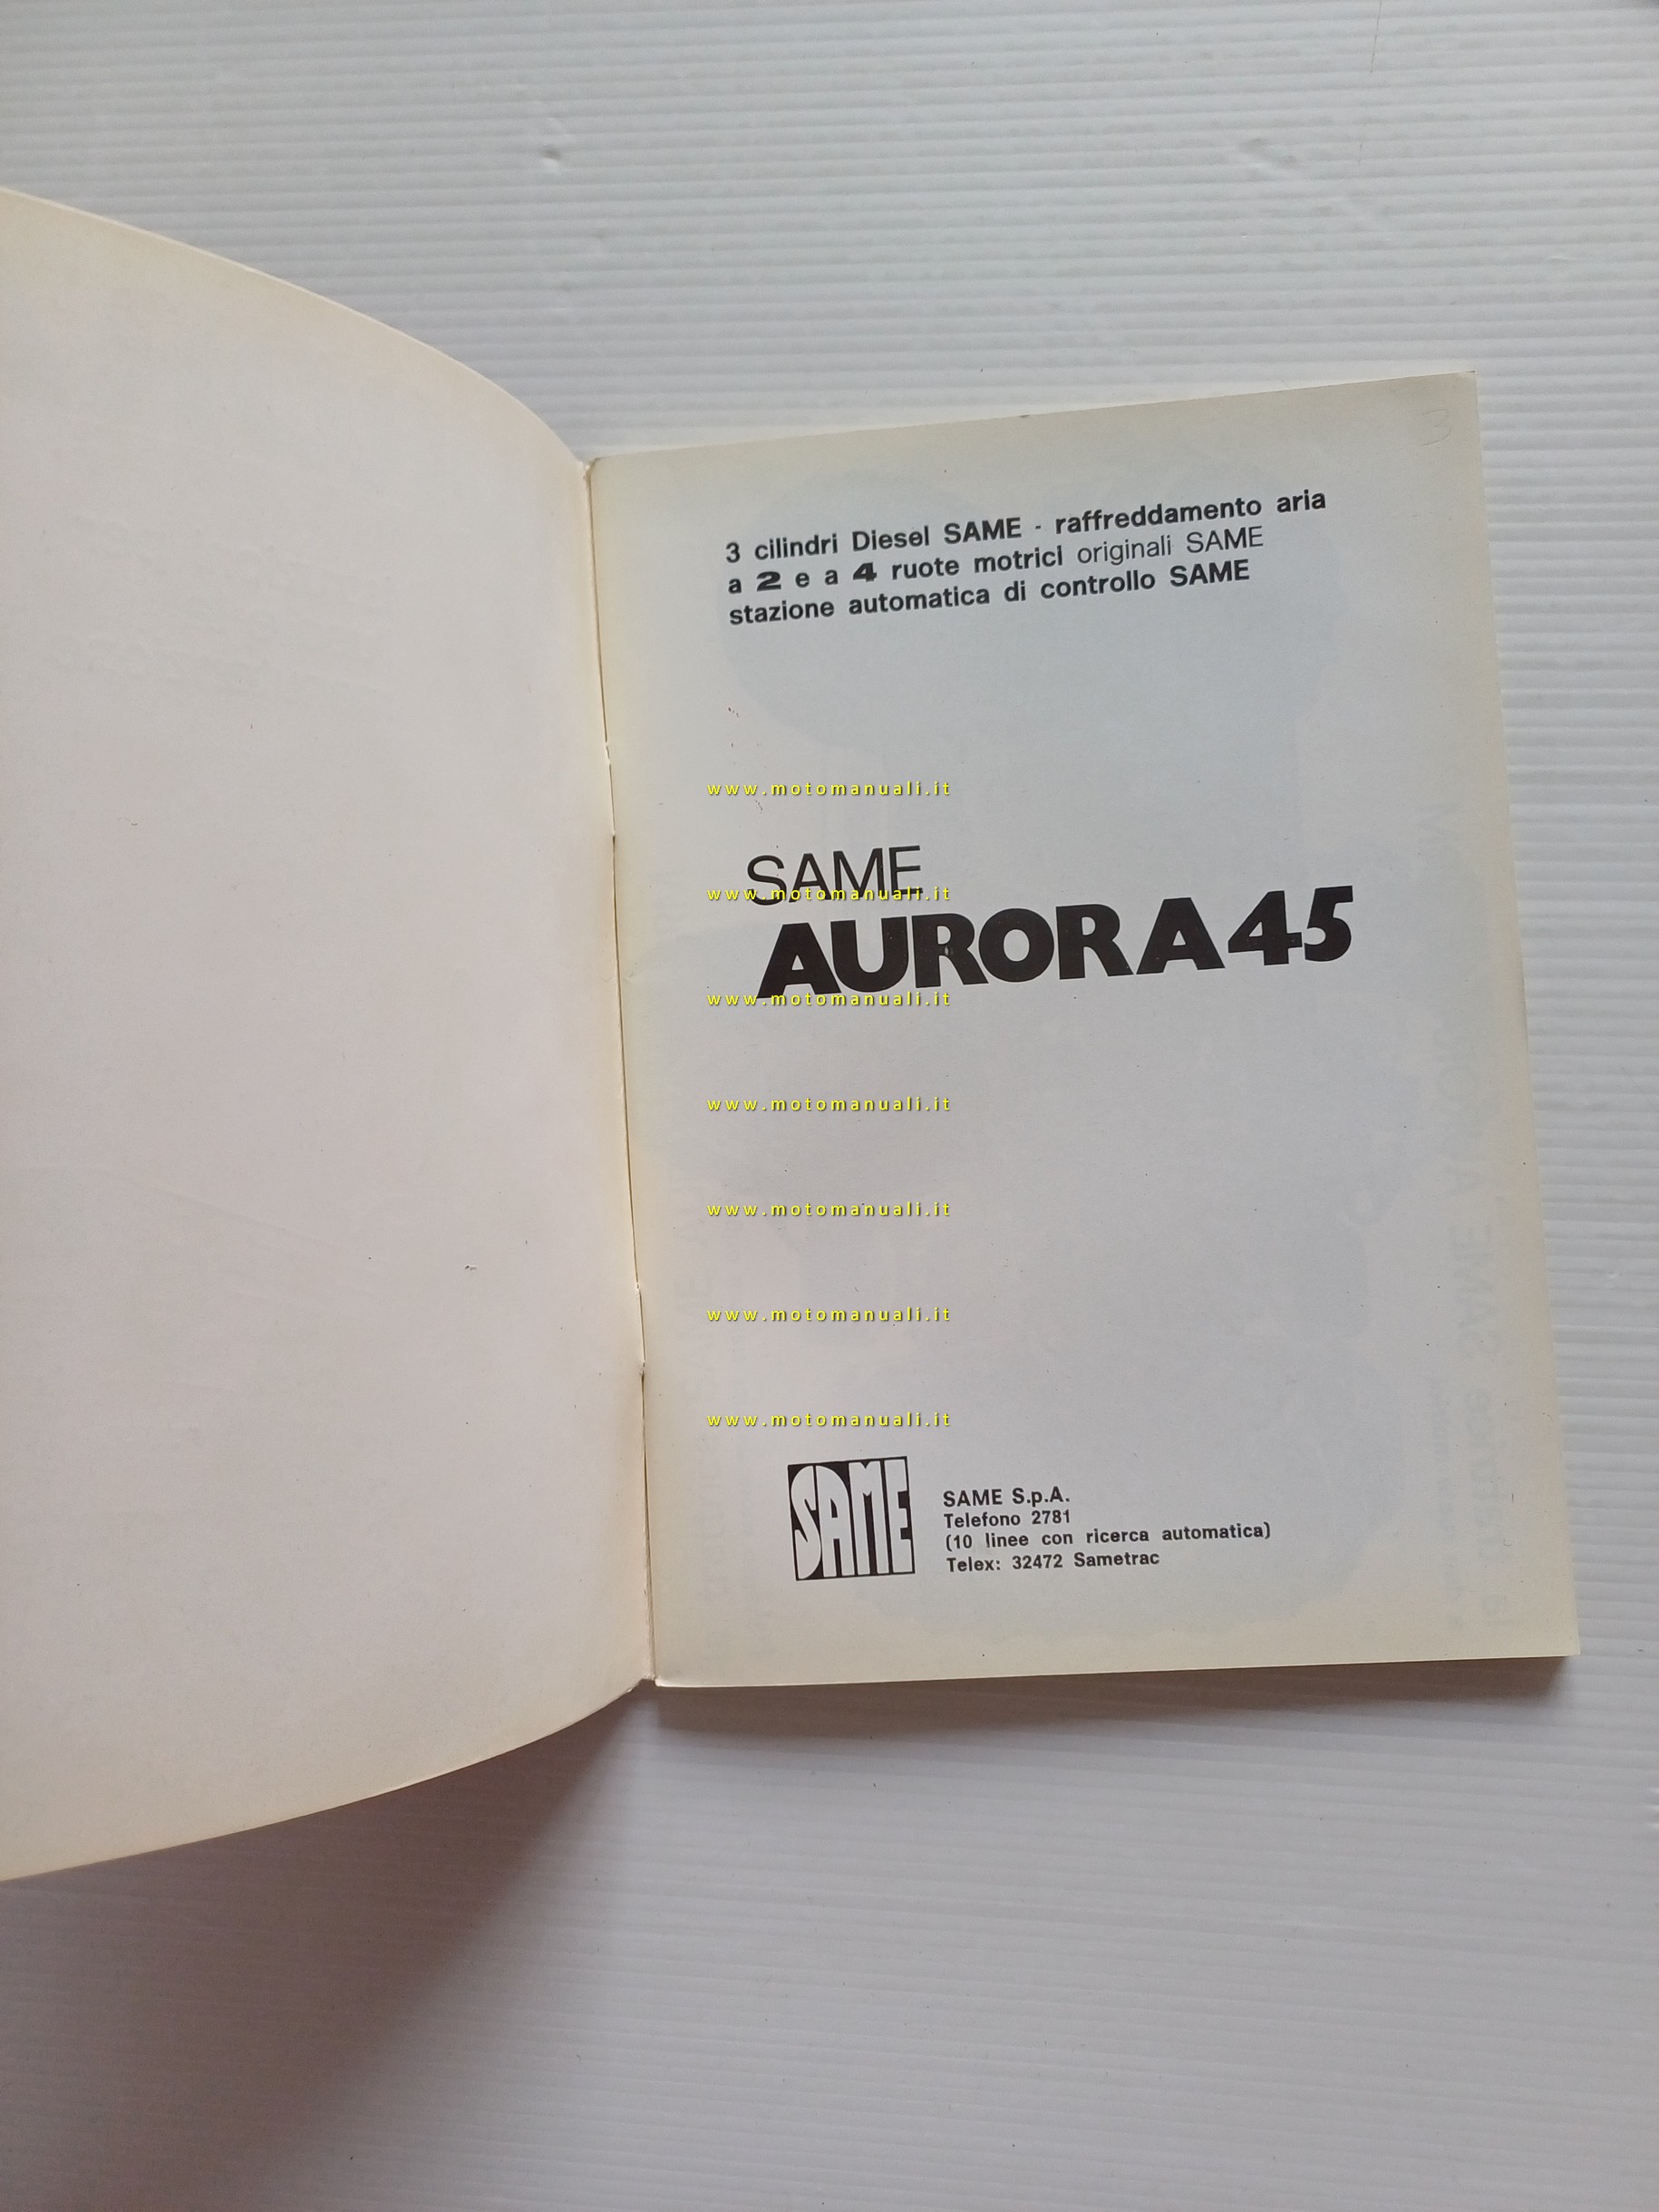 3
3 cilindri Diesel SAME - raffreddamento aria
a 2 e a 4 ruote motrici originali SAME
stazione automatica di controllo SAME
www.motomanuali.it
SAME
www.motomanuali.it
AURORA 45
www.motomanuali.it
www.motomanuali.it
www.motomanuali.it
www.motomanuali.it
www.motomanuali.it
SAME
SAME S.p.A.
Telefono 2781
(10 linee con ricerca automatica)
Telex: 32472 Sametrac